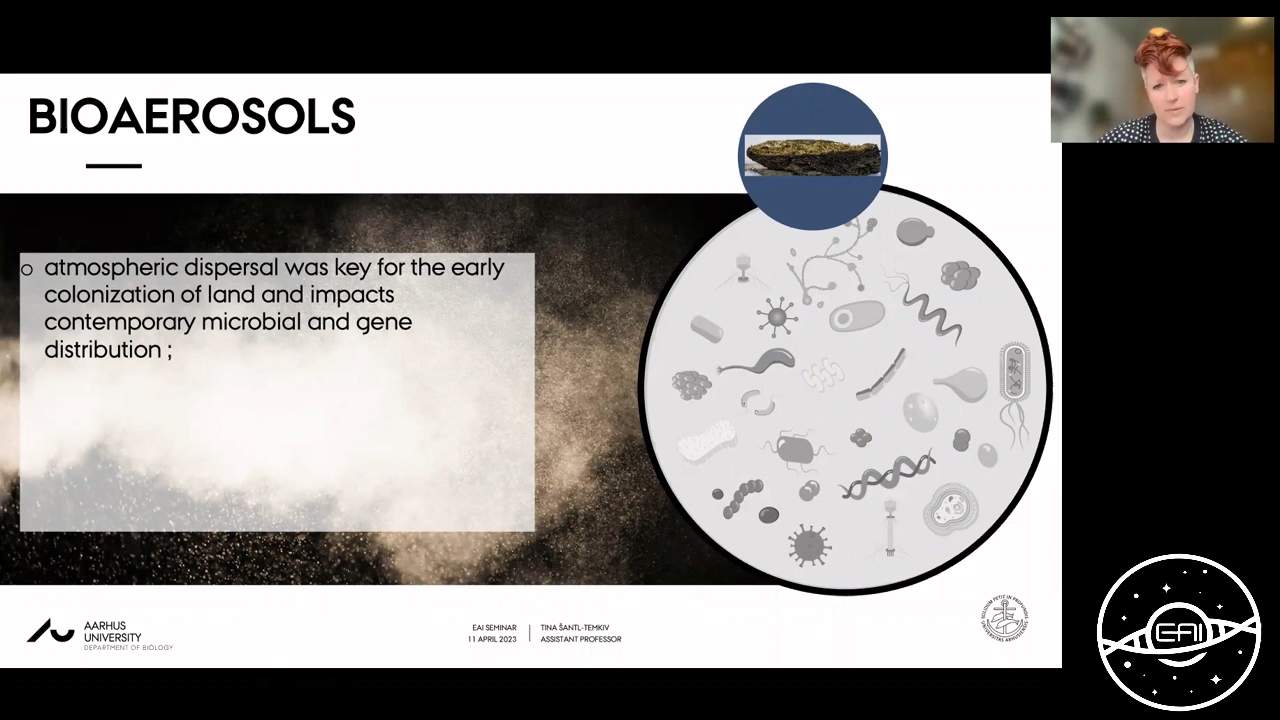 BIOAEROSOLS
o atmospheric dispersal was key for the early
colonization of land and impacts
contemporary microbial and gene
distribution ;
AARHUS
UNIVERSITY
DEPARTMENT OF BIOLOGY
EAI SEMINAR
11 APRIL 2023
TINA ŠANTL-TEMKIV
ASSISTANT PROFESSOR
EAI